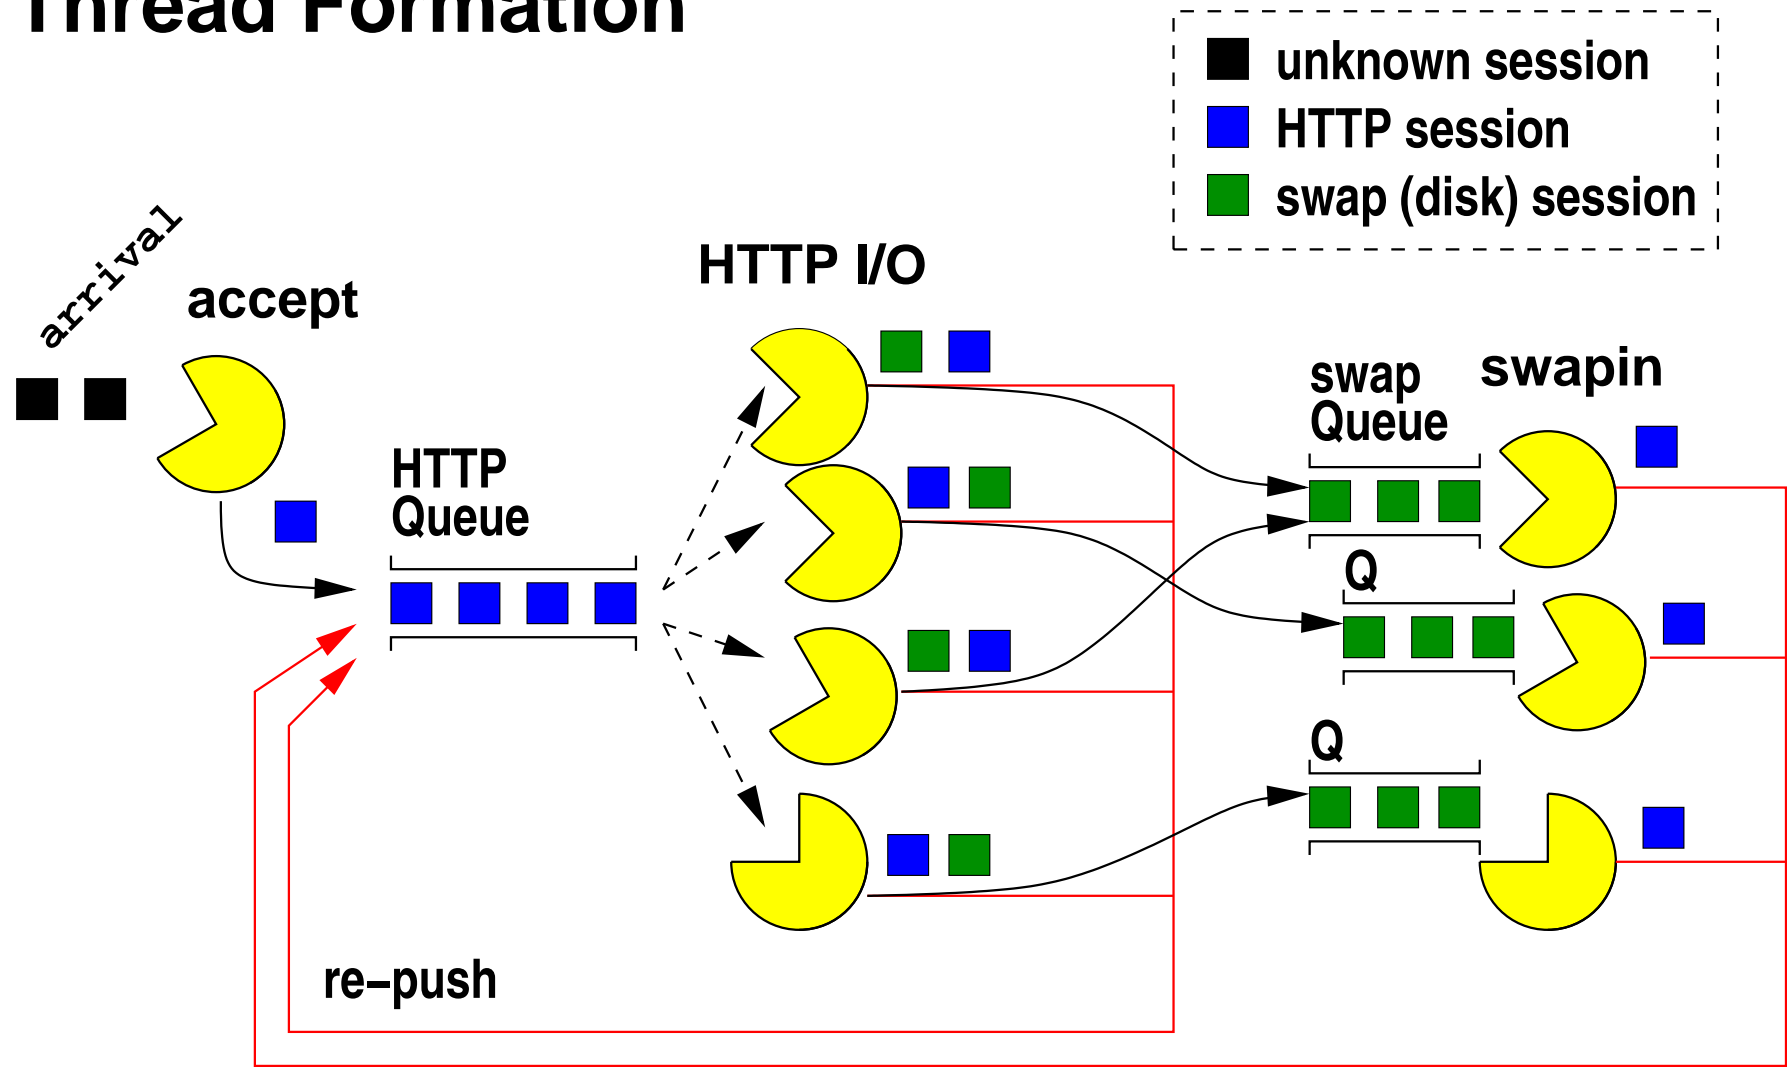 Thread Formation
unknown session
HTTP session
swap (disk) session
arrival
accept
HTTP I/O
HTTP
Queue
swap
Queue
swapin
Q
Q
re-push